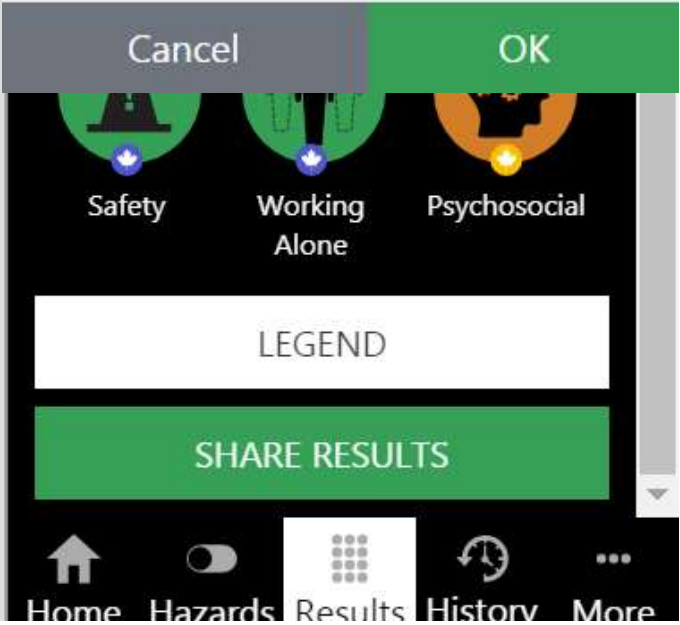 Cancel OK
Safety Working Psychosocial
Alone
LEGEND
SHARE RESULTS
Home Hazards Results History More